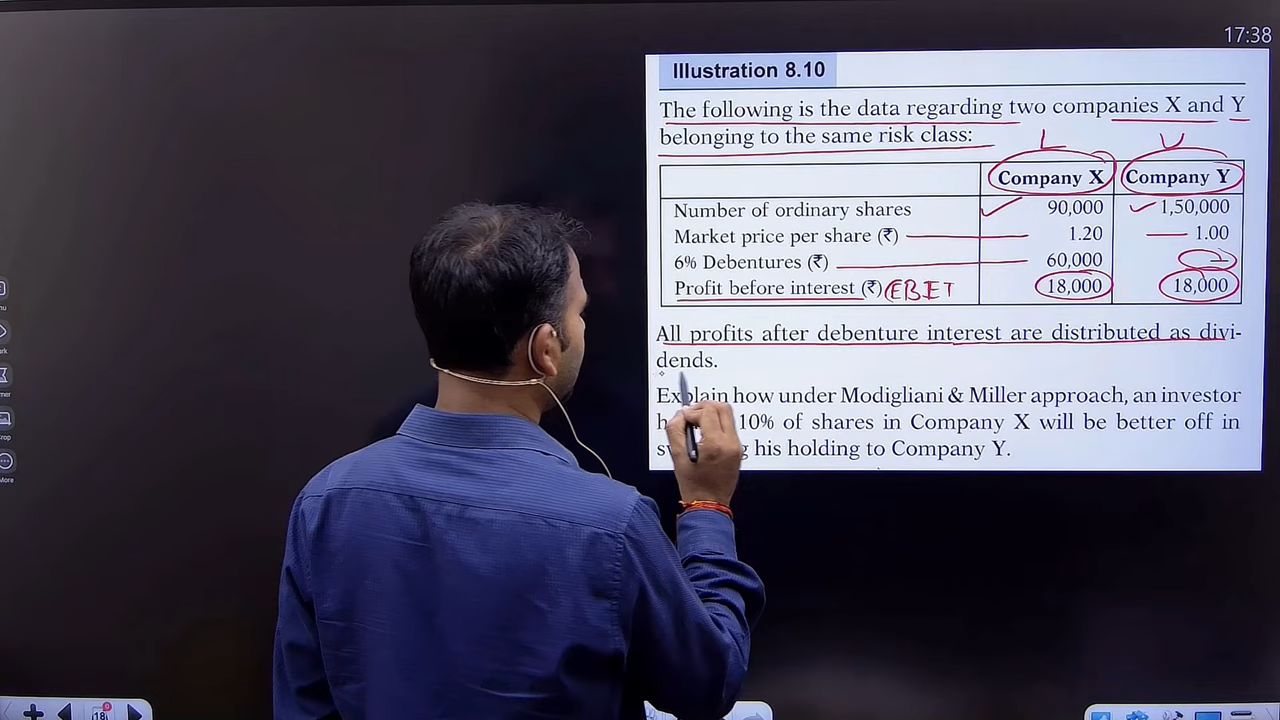 17:38
Illustration 8.10
The following is the data regarding two companies X and Y
belonging to the same risk class:
L U
Company X Company Y
Number of ordinary shares 90,000 1,50,000
Market price per share (₹) 1.20 1.00
6% Debentures (₹) 60,000 —
Profit before interest (₹) EBIT 18,000 18,000
All profits after debenture interest are distributed as divi-
dends.
Explain how under Modigliani & Miller approach, an investor
10% of shares in Company X will be better off in
his holding to Company Y.
More
18